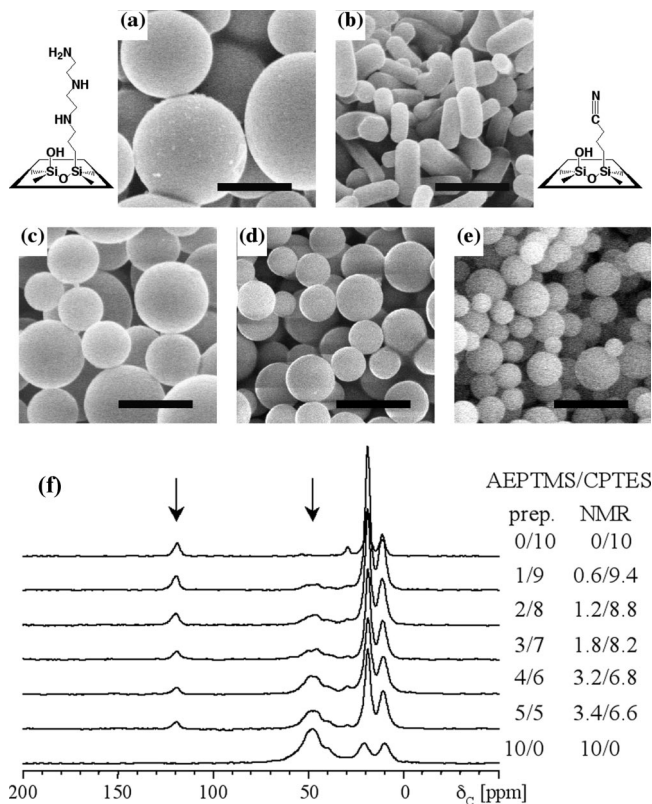 (a)
(b)
H₂N
NH
HN
OH
Si
O
Si
N
C
OH
Si
O
Si
(c)
(d)
(e)
(f)
AEPTMS/CPTES
prep. NMR
0/10 0/10
1/9 0.6/9.4
2/8 1.2/8.8
3/7 1.8/8.2
4/6 3.2/6.8
5/5 3.4/6.6
10/0 10/0
200 150 100 50 0
δC [ppm]